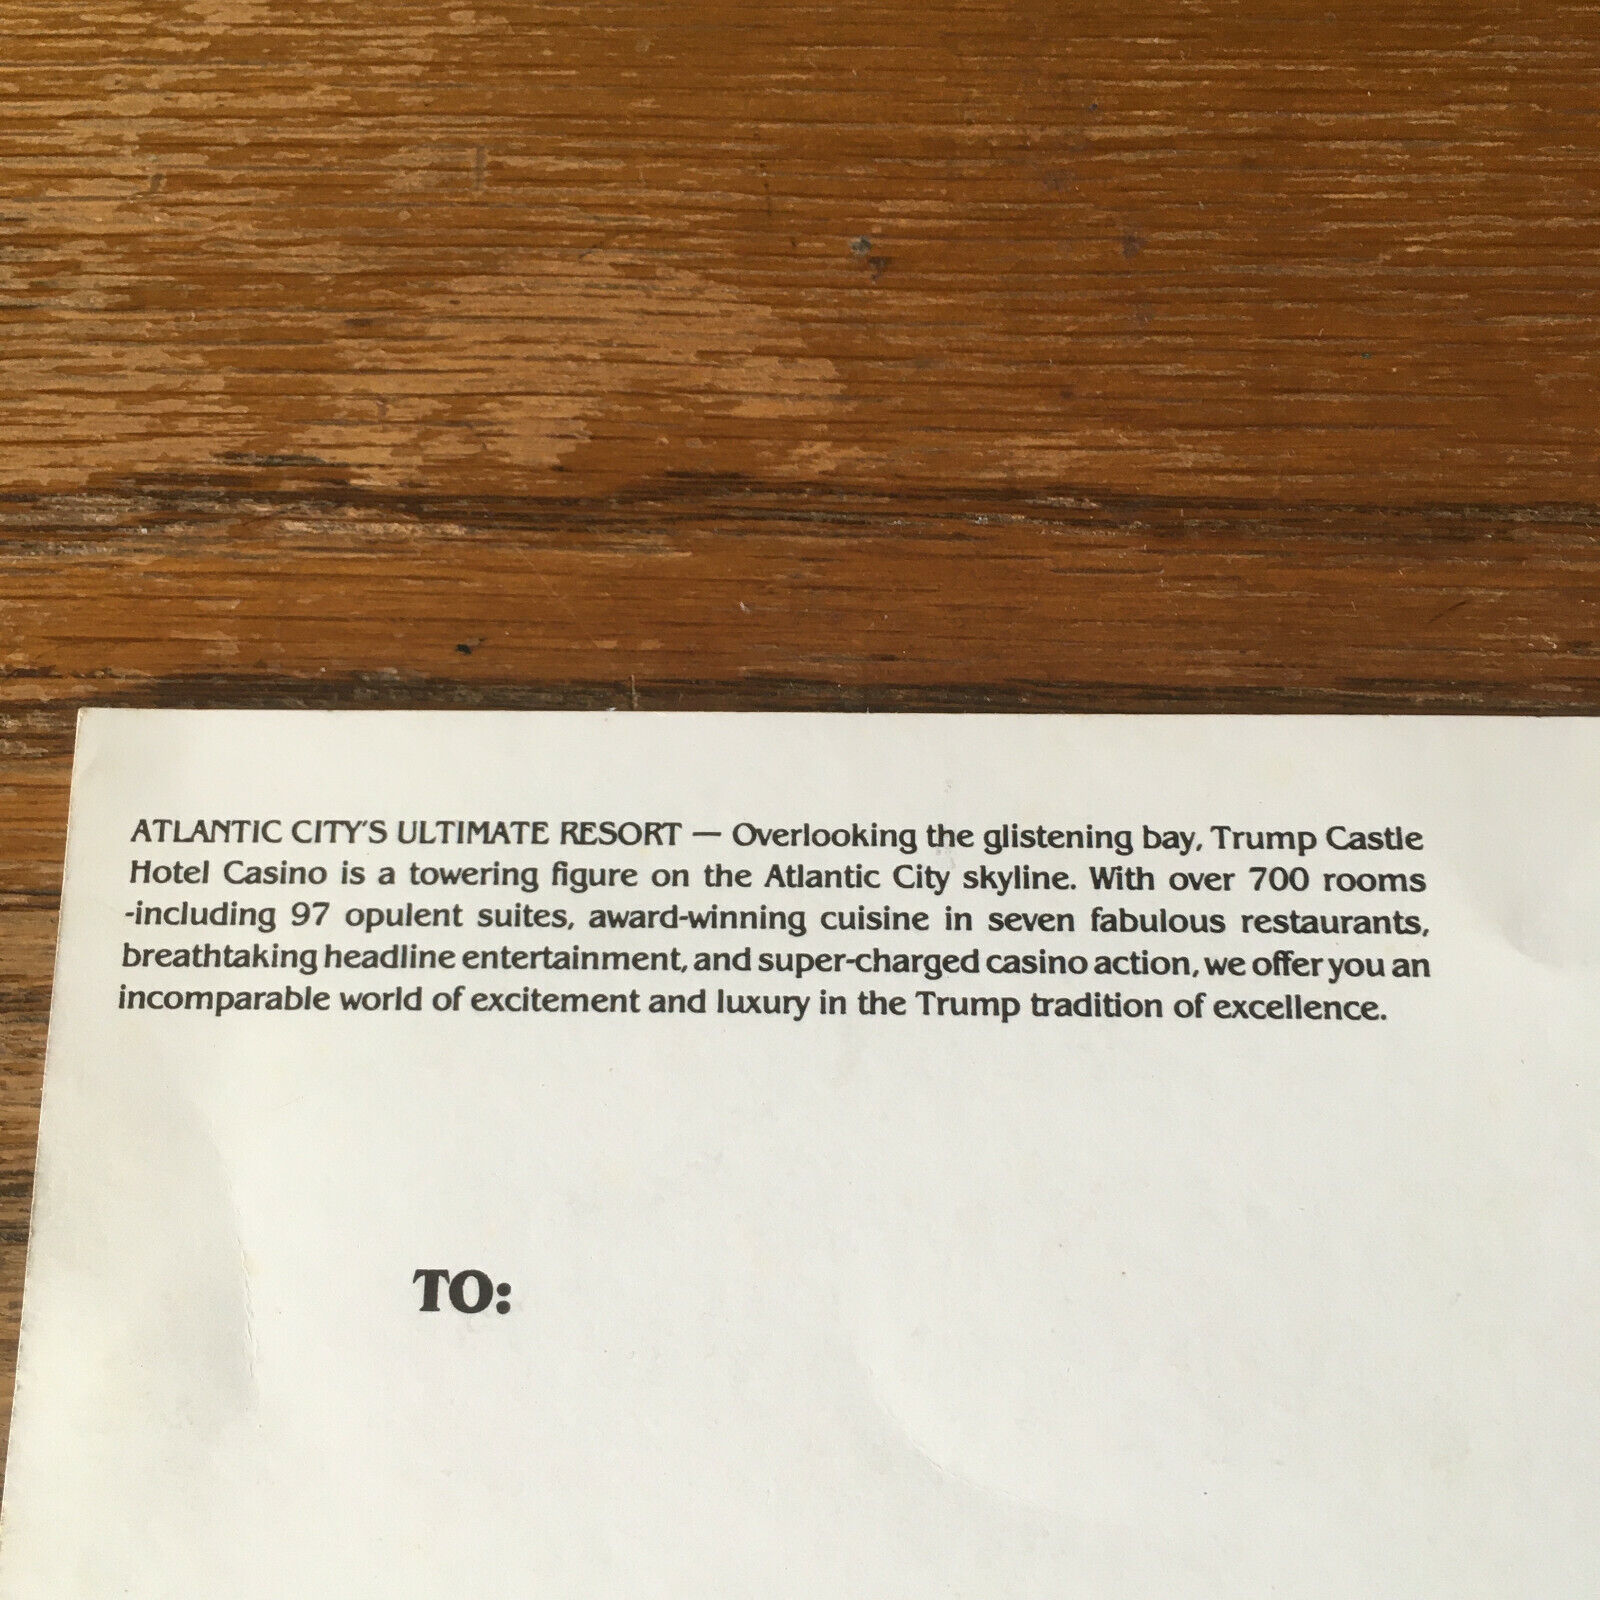 ATLANTIC CITY'S ULTIMATE RESORT — Overlooking the glistening bay, Trump Castle
Hotel Casino is a towering figure on the Atlantic City skyline. With over 700 rooms
-including 97 opulent suites, award-winning cuisine in seven fabulous restaurants,
breathtaking headline entertainment, and super-charged casino action, we offer you an
incomparable world of excitement and luxury in the Trump tradition of excellence.
TO: